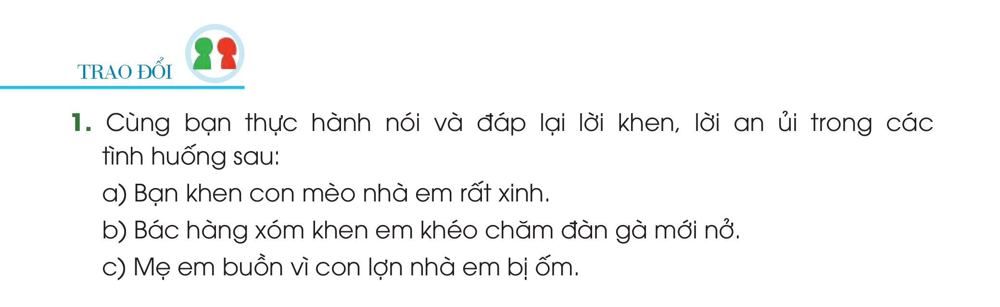 TRAO ĐỔI
1. Cùng bạn thực hành nói và đáp lại lời khen, lời an ủi trong các
tình huống sau:
a) Bạn khen con mèo nhà em rất xinh.
b) Bác hàng xóm khen em khéo chăm đàn gà mới nở.
c) Mẹ em buồn vì con lợn nhà em bị ốm.